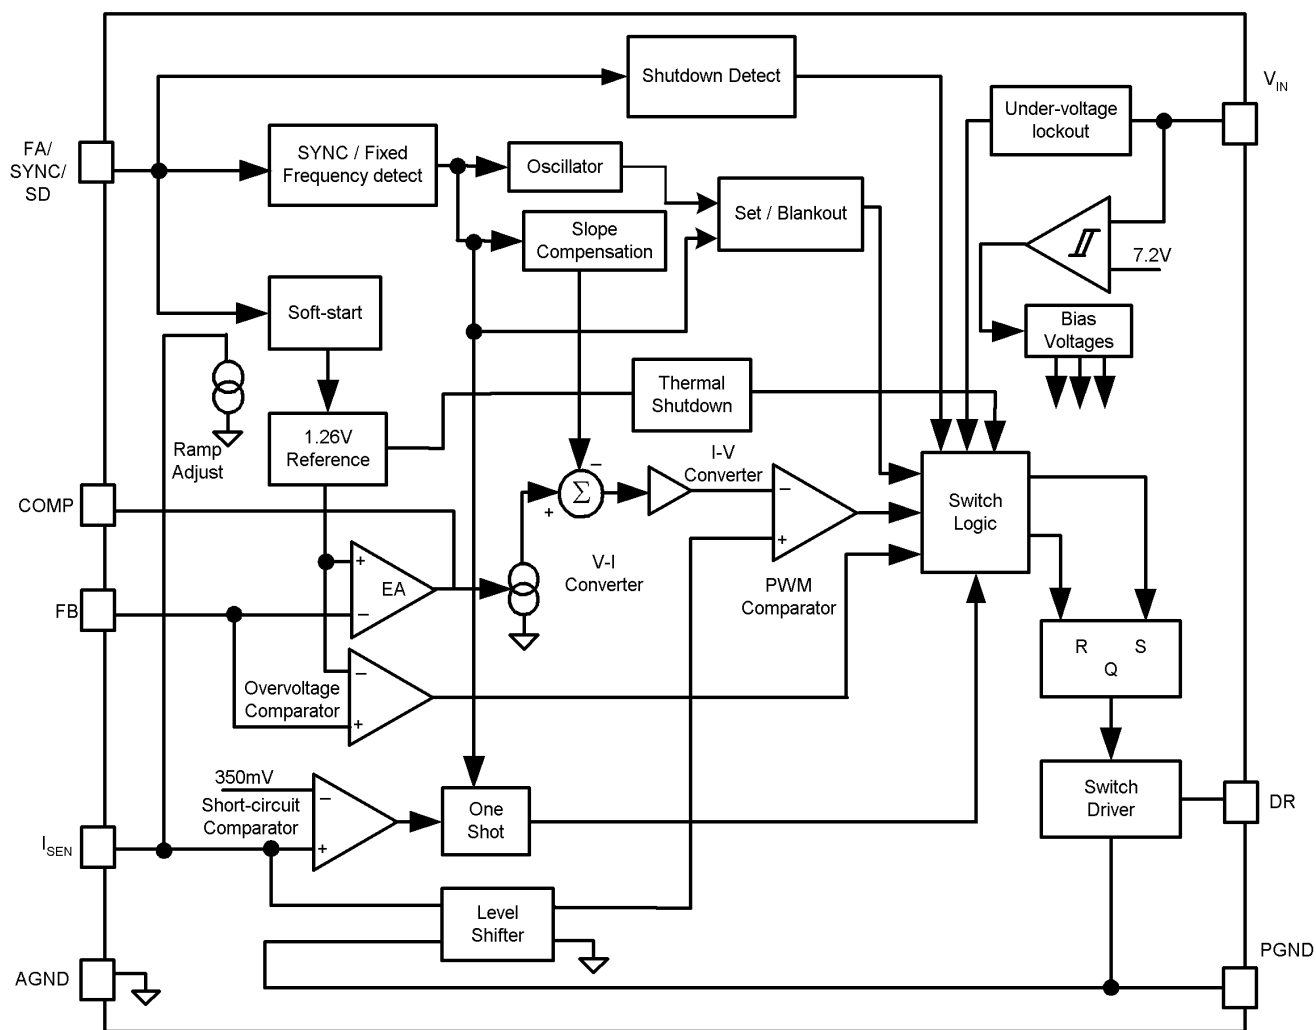 Shutdown Detect
V_IN
Under-voltage
lockout
FA/
SYNC/
SD
SYNC / Fixed
Frequency detect
Oscillator
Set / Blankout
Slope
Compensation
7.2V
Soft-start
Bias
Voltages
Thermal
Shutdown
Ramp
Adjust
1.26V
Reference
I-V
Converter
−
Σ
+
−
+
Switch
Logic
COMP
+
EA
−
V-I
Converter
PWM
Comparator
FB
R S
Q
Overvoltage
Comparator
−
+
350mV
Short-circuit
Comparator
−
+
One
Shot
Switch
Driver
DR
I_SEN
Level
Shifter
AGND
PGND